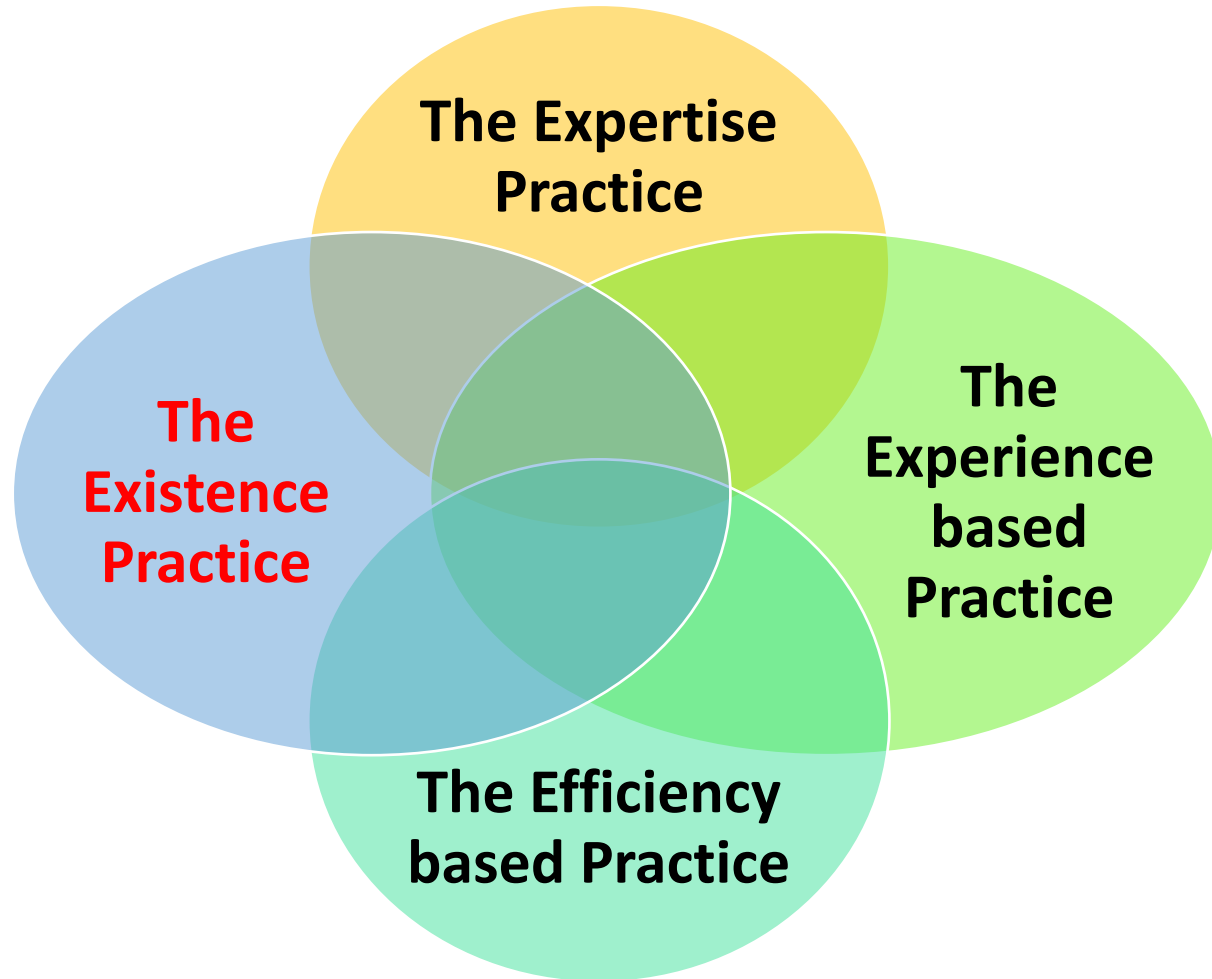 The Expertise
Practice
The
Existence
Practice
The
Experience
based
Practice
The Efficiency
based Practice